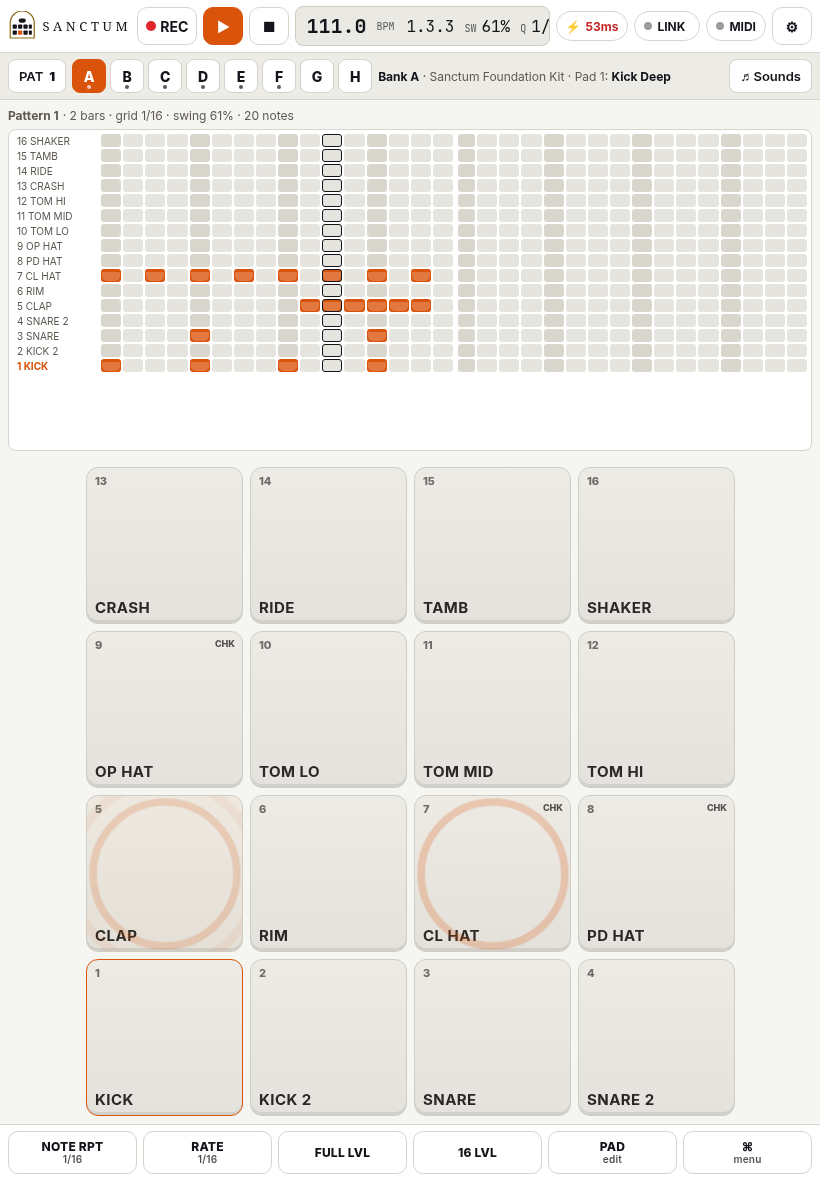 SANCTUM REC 111.0 BPM 1.3.3 SW 61% Q 1/ ⚡ 53ms LINK MIDI ⚙
PAT 1 A B C D E F G H Bank A · Sanctum Foundation Kit · Pad 1: Kick Deep ♬ Sounds
Pattern 1 · 2 bars · grid 1/16 · swing 61% · 20 notes
16 SHAKER
15 TAMB
14 RIDE
13 CRASH
12 TOM HI
11 TOM MID
10 TOM LO
9 OP HAT
8 PD HAT
7 CL HAT
6 RIM
5 CLAP
4 SNARE 2
3 SNARE
2 KICK 2
1 KICK
13 14 15 16
CRASH RIDE TAMB SHAKER
9 CHK 10 11 12
OP HAT TOM LO TOM MID TOM HI
5 6 7 CHK 8 CHK
CLAP RIM CL HAT PD HAT
1 2 3 4
KICK KICK 2 SNARE SNARE 2
NOTE RPT RATE FULL LVL 16 LVL PAD ⌘
1/16 1/16 edit menu